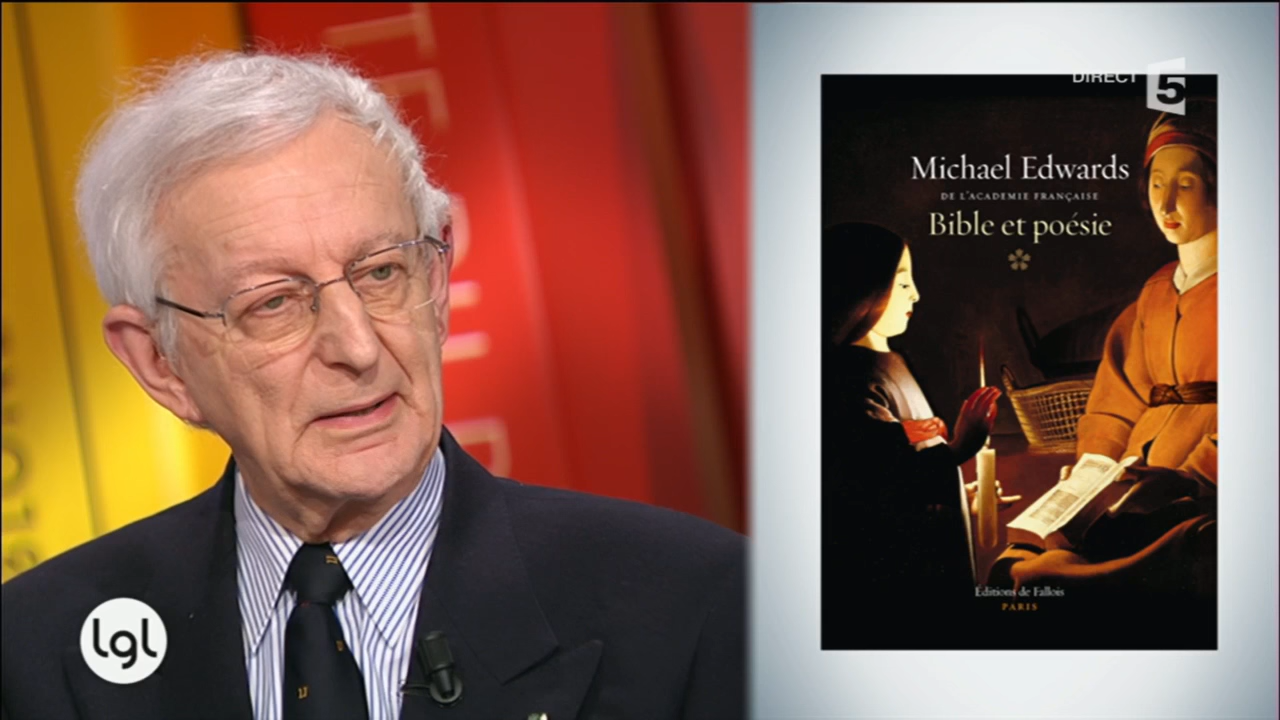 DIRECT 5
Michael Edwards
DE L'ACADEMIE FRANÇAISE
Bible et poésie
Éditions de Fallois
PARIS
lgl